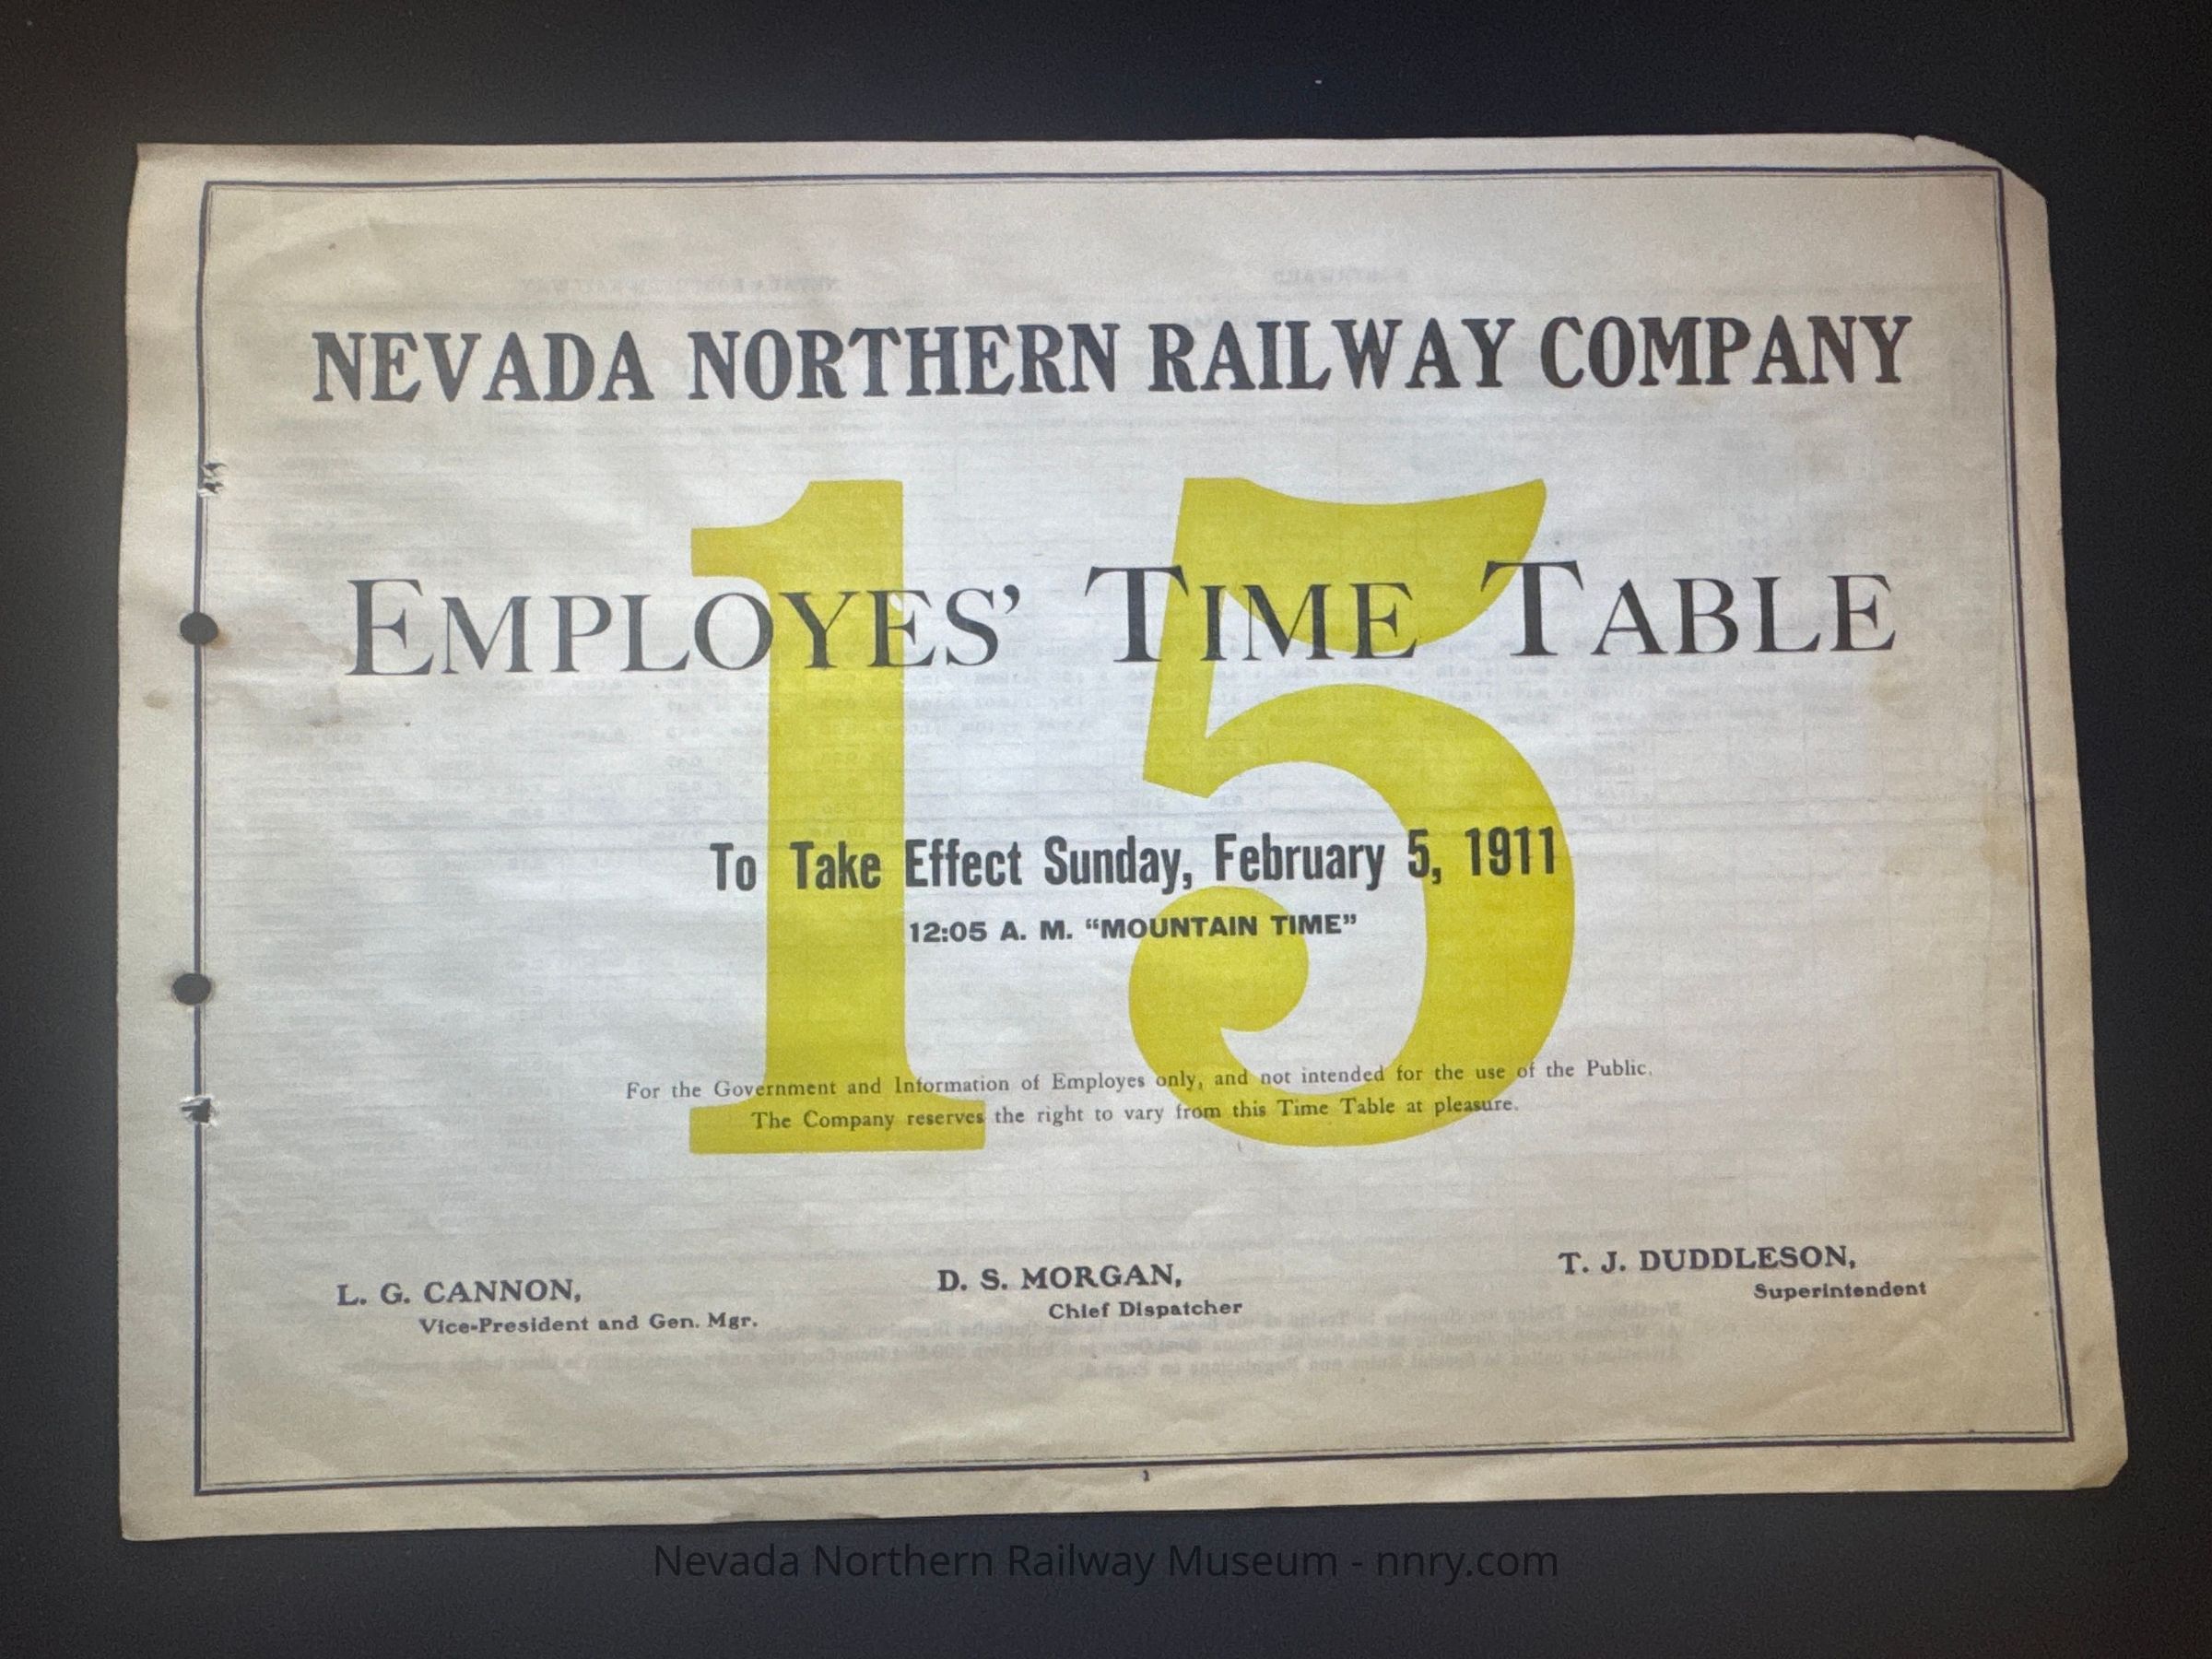 NEVADA NORTHERN RAILWAY COMPANY
15
EMPLOYES' TIME TABLE
To Take Effect Sunday, February 5, 1911
12:05 A. M. "MOUNTAIN TIME"
For the Government and Information of Employes only, and not intended for the use of the Public.
The Company reserves the right to vary from this Time Table at pleasure.
L. G. CANNON,
Vice-President and Gen. Mgr.
D. S. MORGAN,
Chief Dispatcher
T. J. DUDDLESON,
Superintendent
1
Nevada Northern Railway Museum - nnry.com